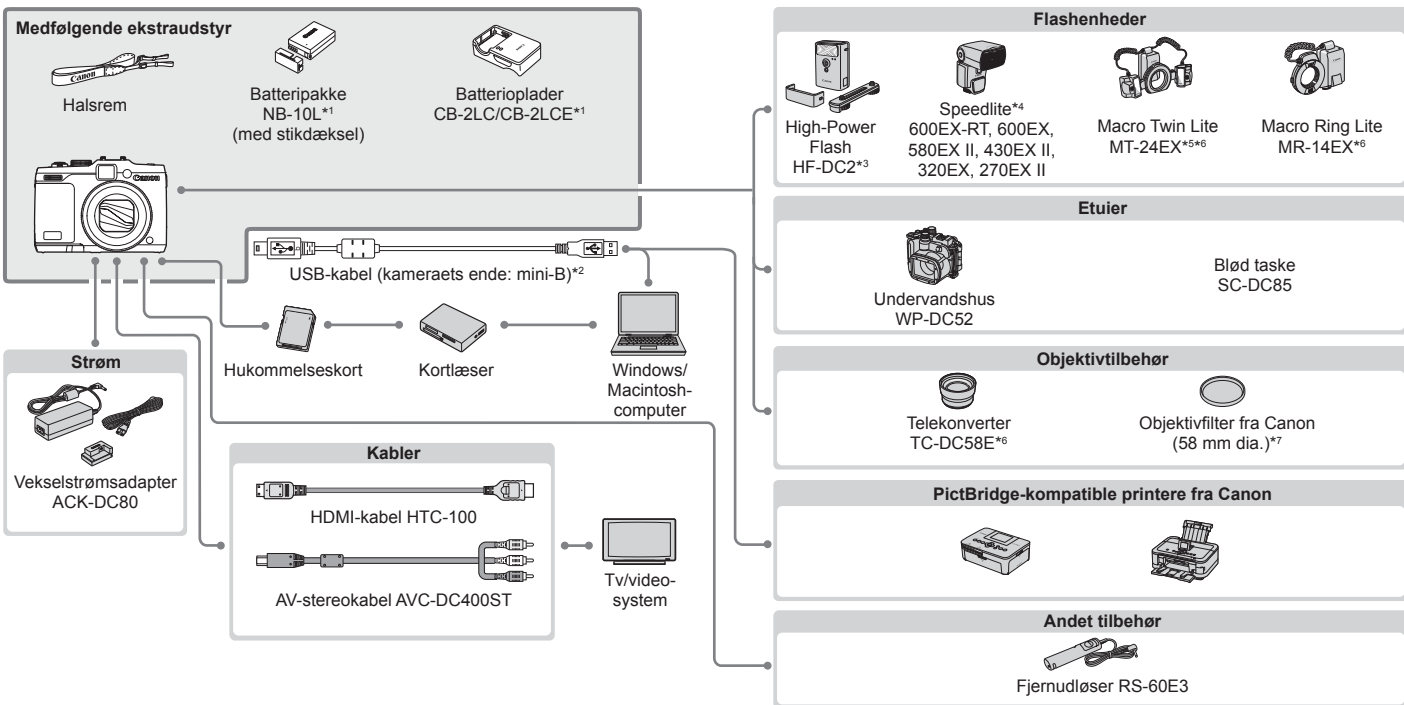 Medfølgende ekstraudstyr
Canon
Halsrem
Batteripakke
NB-10L*1
(med stikdæksel)
Batterioplader
CB-2LC/CB-2LCE*1
Canon
USB-kabel (kameraets ende: mini-B)*2
Hukommelseskort
Kortlæser
Windows/
Macintosh-
computer
Strøm
Vekselstrømsadapter
ACK-DC80
Kabler
HDMI-kabel HTC-100
AV-stereokabel AVC-DC400ST
Tv/video-
system
Flashenheder
High-Power
Flash
HF-DC2*3
Speedlite*4
600EX-RT, 600EX,
580EX II, 430EX II,
320EX, 270EX II
Macro Twin Lite
MT-24EX*5*6
Macro Ring Lite
MR-14EX*6
Etuier
Undervandshus
WP-DC52
Blød taske
SC-DC85
Objektivtilbehør
Telekonverter
TC-DC58E*6
Objektivfilter fra Canon
(58 mm dia.)*7
PictBridge-kompatible printere fra Canon
Andet tilbehør
Fjernudløser RS-60E3